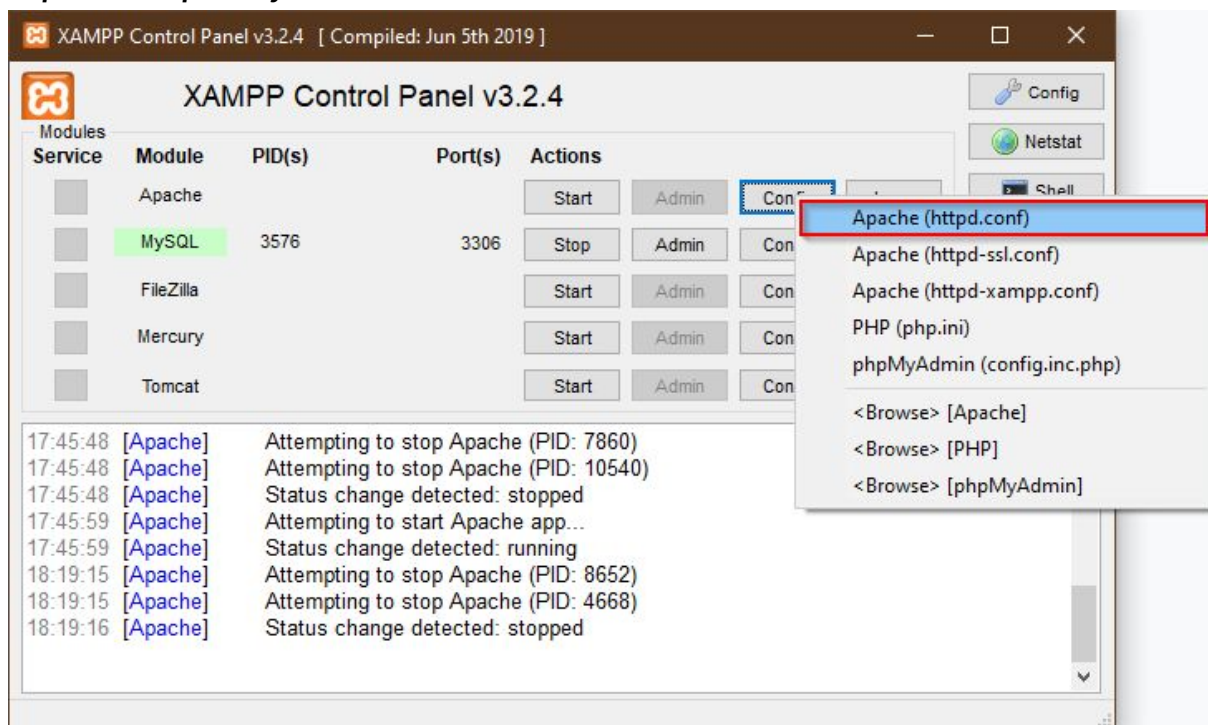 XAMPP Control Panel v3.2.4 [ Compiled: Jun 5th 2019 ]
XAMPP Control Panel v3.2.4
Config
Modules
Netstat
Service Module PID(s) Port(s) Actions
Shell
Apache Start Admin
MySQL 3576 3306 Stop Admin Con
FileZilla Start Admin Con
Mercury Start Admin Con
Tomcat Start Admin Con
Apache (httpd.conf)
Apache (httpd-ssl.conf)
Apache (httpd-xampp.conf)
PHP (php.ini)
phpMyAdmin (config.inc.php)
<Browse> [Apache]
<Browse> [PHP]
<Browse> [phpMyAdmin]
17:45:48 [Apache] Attempting to stop Apache (PID: 7860)
17:45:48 [Apache] Attempting to stop Apache (PID: 10540)
17:45:48 [Apache] Status change detected: stopped
17:45:59 [Apache] Attempting to start Apache app...
17:45:59 [Apache] Status change detected: running
18:19:15 [Apache] Attempting to stop Apache (PID: 8652)
18:19:15 [Apache] Attempting to stop Apache (PID: 4668)
18:19:16 [Apache] Status change detected: stopped